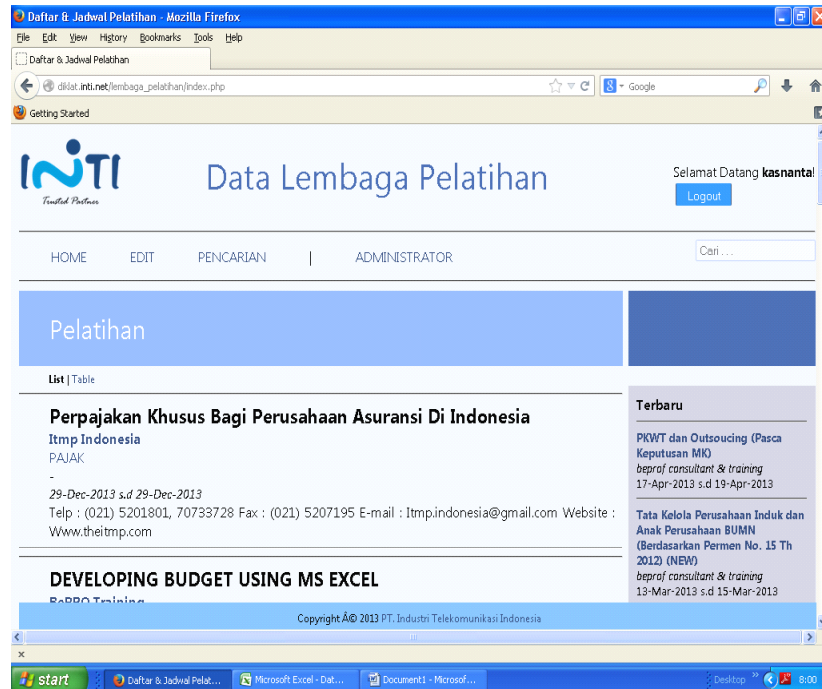 Daftar & Jadwal Pelatihan - Mozilla Firefox
File Edit View History Bookmarks Tools Help
Daftar & Jadwal Pelatihan
diklat.inti.net/lembaga_pelatihan/index.php
Google
Getting Started
INTI
Trusted Partner
Data Lembaga Pelatihan
Selamat Datang kasnanta!
Logout
HOME EDIT PENCARIAN | ADMINISTRATOR
Cari . . .
Pelatihan
List | Table
Perpajakan Khusus Bagi Perusahaan Asuransi Di Indonesia
Itmp Indonesia
PAJAK
-
29-Dec-2013 s.d 29-Dec-2013
Telp : (021) 5201801, 70733728 Fax : (021) 5207195 E-mail : Itmp.indonesia@gmail.com Website :
Www.theitmp.com
DEVELOPING BUDGET USING MS EXCEL
BePRO Training
Terbaru
PKWT dan Outsoucing (Pasca
Keputusan MK)
beprof consultant & training
17-Apr-2013 s.d 19-Apr-2013
Tata Kelola Perusahaan Induk dan
Anak Perusahaan BUMN
(Berdasarkan Permen No. 15 Th
2012) (NEW)
beprof consultant & training
13-Mar-2013 s.d 15-Mar-2013
Copyright Â© 2013 PT. Industri Telekomunikasi Indonesia
x
start
Daftar & Jadwal Pelat...
Microsoft Excel - Dat...
Document1 - Microsof...
Desktop »
8:00